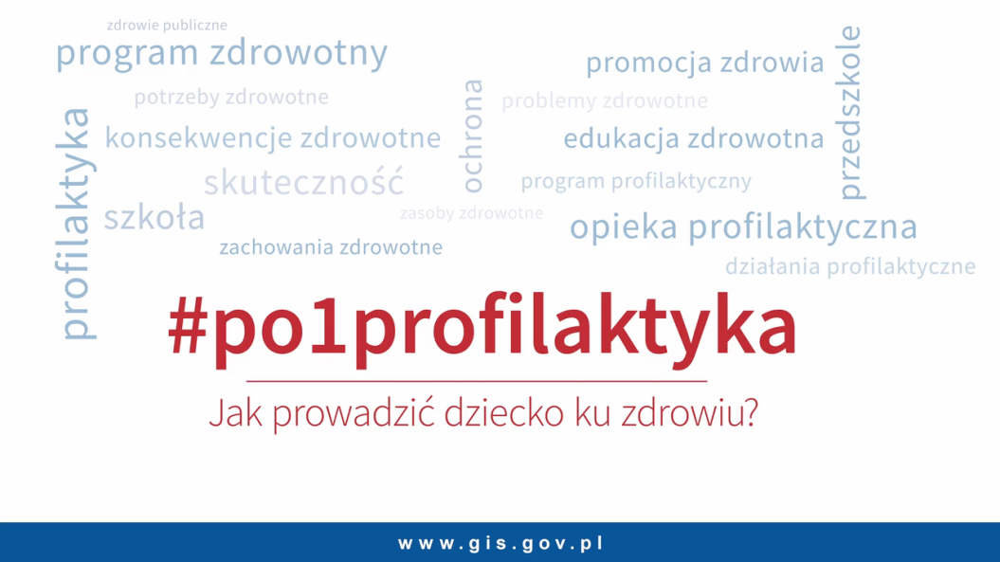 zdrowie publiczne
program zdrowotny
promocja zdrowia
przedszkole
potrzeby zdrowotne
ochrona
problemy zdrowotne
profilaktyka
konsekwencje zdrowotne
edukacja zdrowotna
skuteczność
program profilaktyczny
szkoła
zasoby zdrowotne
opieka profilaktyczna
zachowania zdrowotne
działania profilaktyczne
#po1profilaktyka
Jak prowadzić dziecko ku zdrowiu?
www.gis.gov.pl